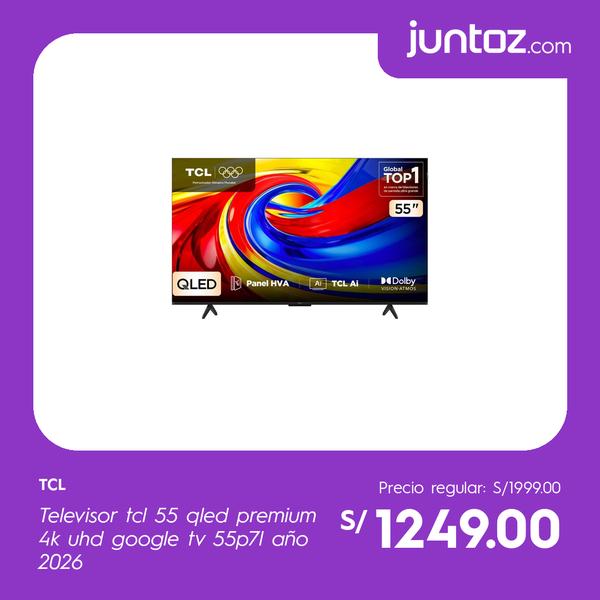 juntoz.com
TCL
Global
TOP1
55"
QLED
Panel HVA
Ai TCL Ai
Dolby
VISION·ATMOS
TCL
Televisor tcl 55 qled premium
4k uhd google tv 55p7l año
2026
Precio regular: S/1999.00
S/ 1249.00